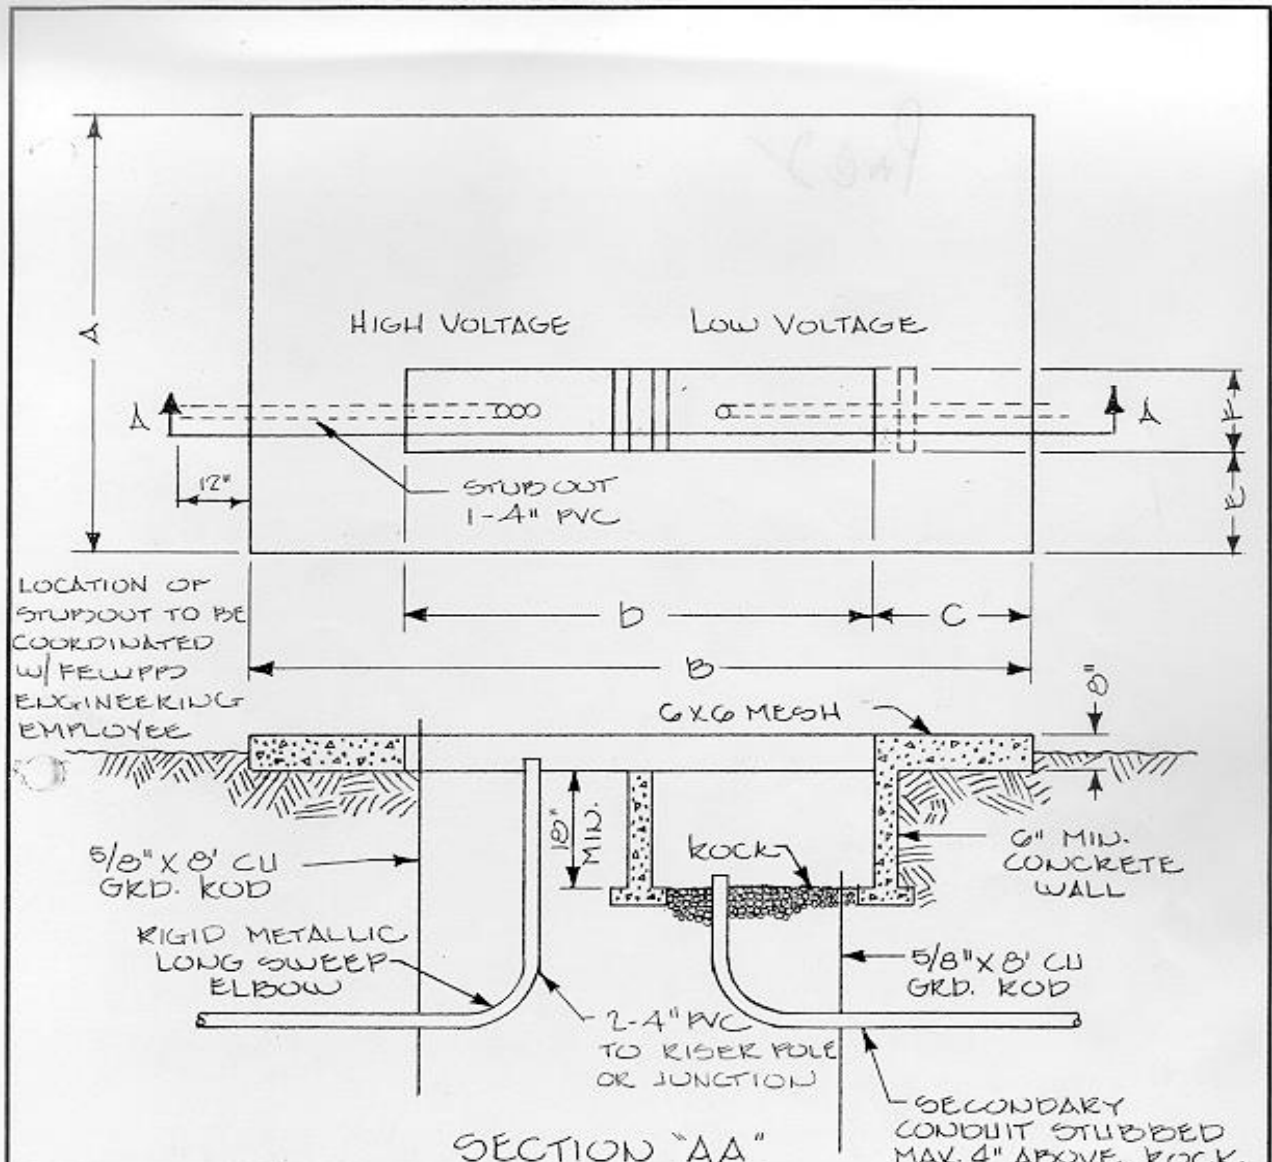 A
HIGH VOLTAGE
LOW VOLTAGE
A
A
F
E
12"
STUB OUT
1-4" PVC
LOCATION OF
STUBOUT TO BE
COORDINATED
W/ FELWPPD
ENGINEERING
EMPLOYEE
D
C
B
8"
6X6 MESH
18"
MIN.
ROCK
6" MIN.
CONCRETE
WALL
5/8" X 8' CU
GRD. ROD
RIGID METALLIC
LONG SWEEP
ELBOW
5/8" X 8' CU
GRD. ROD
2-4" PVC
TO RISER POLE
OR JUNCTION
SECONDARY
CONDUIT STUBBED
MAX. 4" ABOVE ROCK
SECTION "AA"